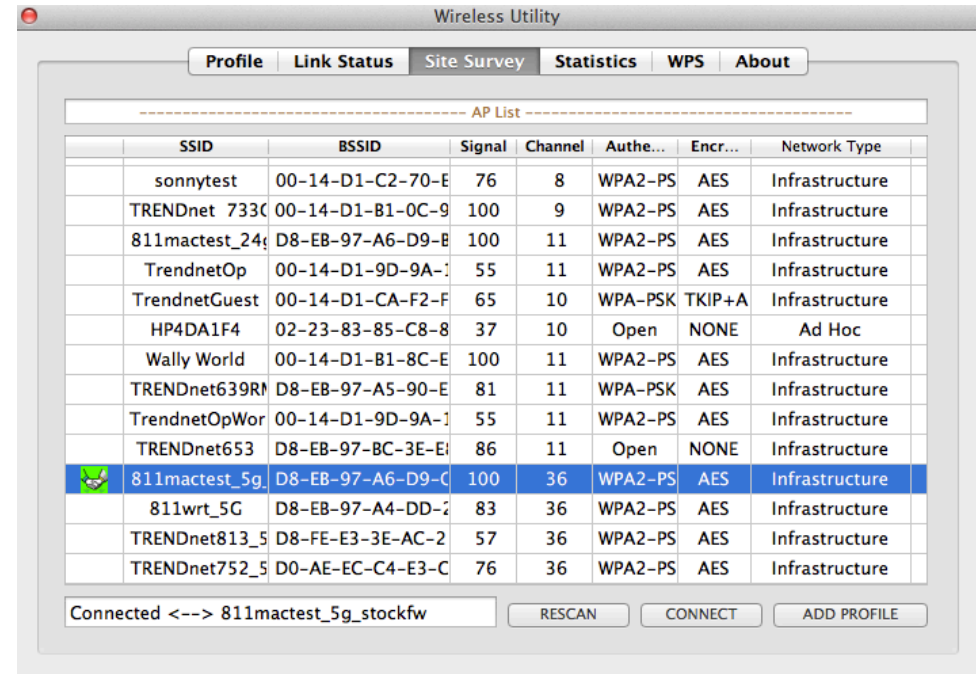 Wireless Utility
Profile Link Status Site Survey Statistics WPS About
------------------------------------- AP List -------------------------------------
SSID BSSID Signal Channel Authe... Encr... Network Type
sonnytest 00-14-D1-C2-70-E 76 8 WPA2-PS AES Infrastructure
TRENDnet 733( 00-14-D1-B1-0C-9 100 9 WPA2-PS AES Infrastructure
811mactest_24g D8-EB-97-A6-D9-B 100 11 WPA2-PS AES Infrastructure
TrendnetOp 00-14-D1-9D-9A-1 55 11 WPA2-PS AES Infrastructure
TrendnetGuest 00-14-D1-CA-F2-F 65 10 WPA-PSK TKIP+A Infrastructure
HP4DA1F4 02-23-83-85-C8-8 37 10 Open NONE Ad Hoc
Wally World 00-14-D1-B1-8C-E 100 11 WPA2-PS AES Infrastructure
TRENDnet639RM D8-EB-97-A5-90-E 81 11 WPA-PSK AES Infrastructure
TrendnetOpWor 00-14-D1-9D-9A-1 55 11 WPA2-PS AES Infrastructure
TRENDnet653 D8-EB-97-BC-3E-E8 86 11 Open NONE Infrastructure
811mactest_5g_ D8-EB-97-A6-D9-C 100 36 WPA2-PS AES Infrastructure
811wrt_5G D8-EB-97-A4-DD-2 83 36 WPA2-PS AES Infrastructure
TRENDnet813_5 D8-FE-E3-3E-AC-2 57 36 WPA2-PS AES Infrastructure
TRENDnet752_5 D0-AE-EC-C4-E3-C 76 36 WPA2-PS AES Infrastructure
Connected <--> 811mactest_5g_stockfw RESCAN CONNECT ADD PROFILE